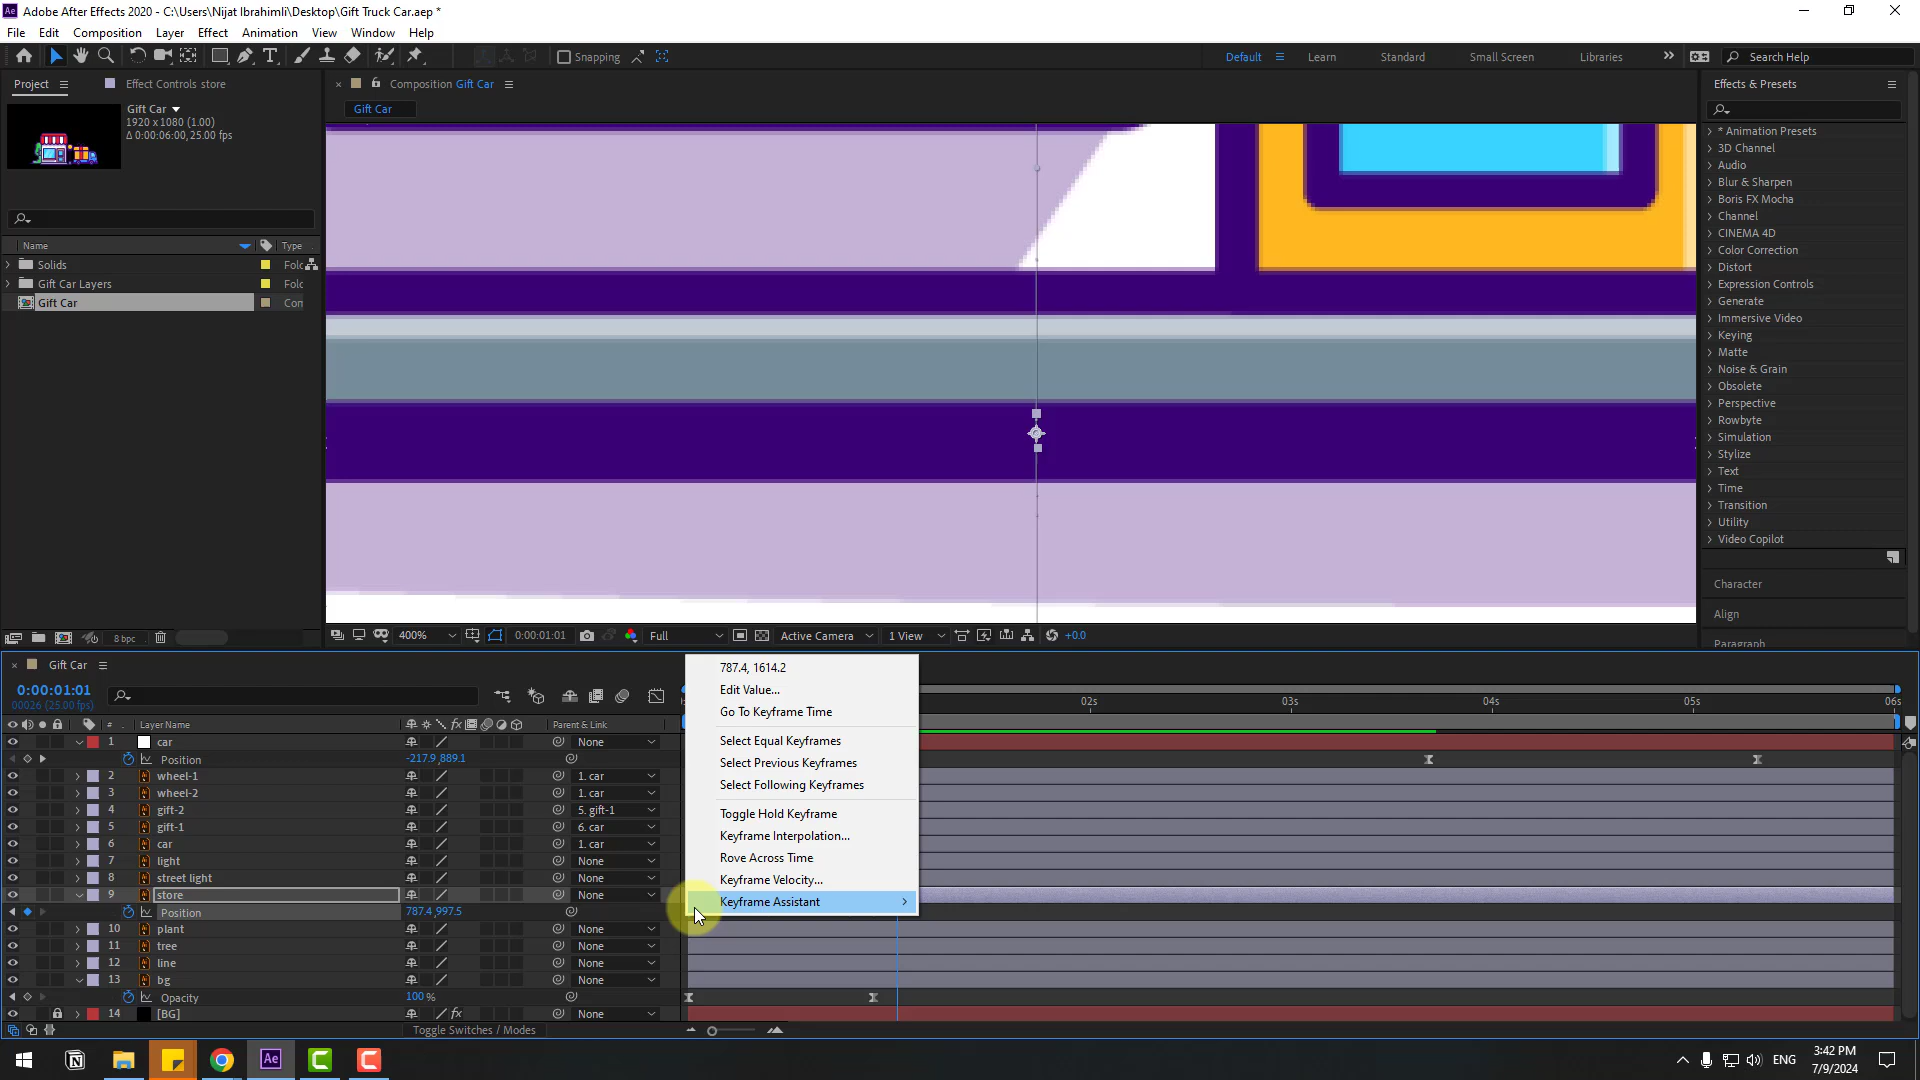 Adobe After Effects 2020 - C:\Users\Nijat Ibrahimli\Desktop\Gift Truck Car.aep *
File Edit Composition Layer Effect Animation View Window Help
Snapping Default Learn Standard Small Screen Libraries Search Help
Project Effect Controls store Composition Gift Car Effects & Presets
Gift Car
Gift Car
1920 x 1080 (1.00)
Δ 0:00:06:00, 25.00 fps
Name Type
Solids Folc
Gift Car Layers Folc
Gift Car Con
* Animation Presets
3D Channel
Audio
Blur & Sharpen
Boris FX Mocha
Channel
CINEMA 4D
Color Correction
Distort
Expression Controls
Generate
Immersive Video
Keying
Matte
Noise & Grain
Obsolete
Perspective
Rowbyte
Simulation
Stylize
Text
Time
Transition
Utility
Video Copilot
Character
Align
Paragraph
8 bpc 400% 0:00:01:01 Full Active Camera 1 View +0.0
Gift Car
0:00:01:01
00026 (25.00 fps)
02s 03s 04s 05s 06s
# Layer Name Parent & Link
1 car None
Position -217.9,889.1
2 wheel-1 1. car
3 wheel-2 1. car
4 gift-2 5. gift-1
5 gift-1 6. car
6 car 1. car
7 light None
8 street light None
9 store None
Position 787.4,997.5
10 plant None
11 tree None
12 line None
13 bg None
Opacity 100 %
14 [BG] None
Toggle Switches / Modes
787.4, 1614.2
Edit Value...
Go To Keyframe Time
Select Equal Keyframes
Select Previous Keyframes
Select Following Keyframes
Toggle Hold Keyframe
Keyframe Interpolation...
Rove Across Time
Keyframe Velocity...
Keyframe Assistant
ENG
3:42 PM
7/9/2024